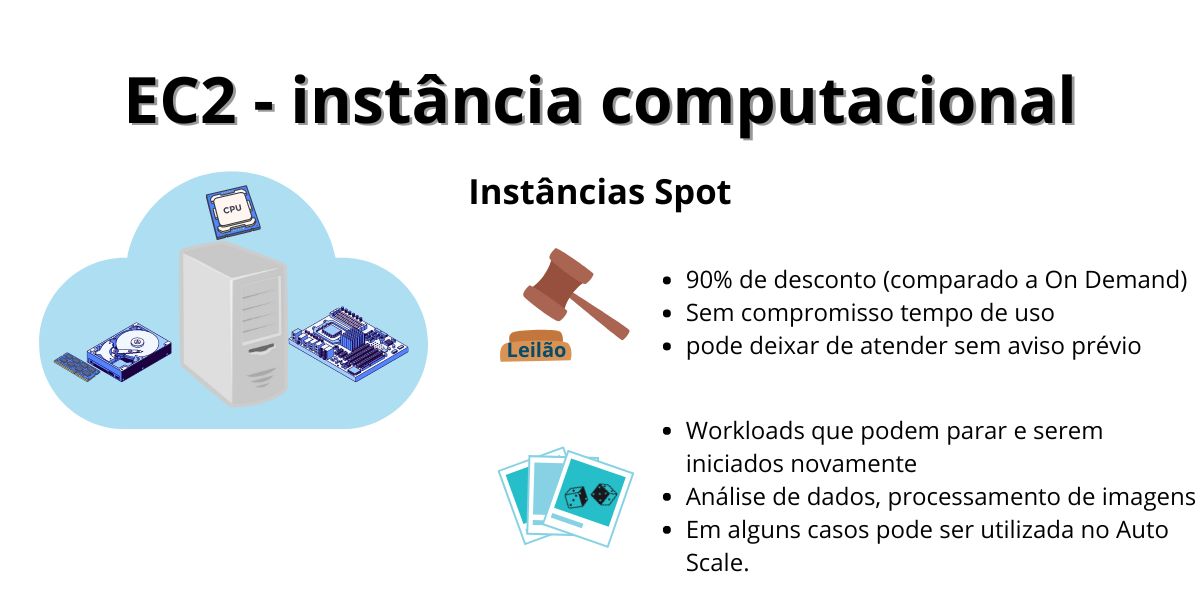 EC2 - instância computacional
Instâncias Spot
CPU
Leilão
• 90% de desconto (comparado a On Demand)
• Sem compromisso tempo de uso
• pode deixar de atender sem aviso prévio
• Workloads que podem parar e serem
iniciados novamente
• Análise de dados, processamento de imagens
• Em alguns casos pode ser utilizada no Auto
Scale.